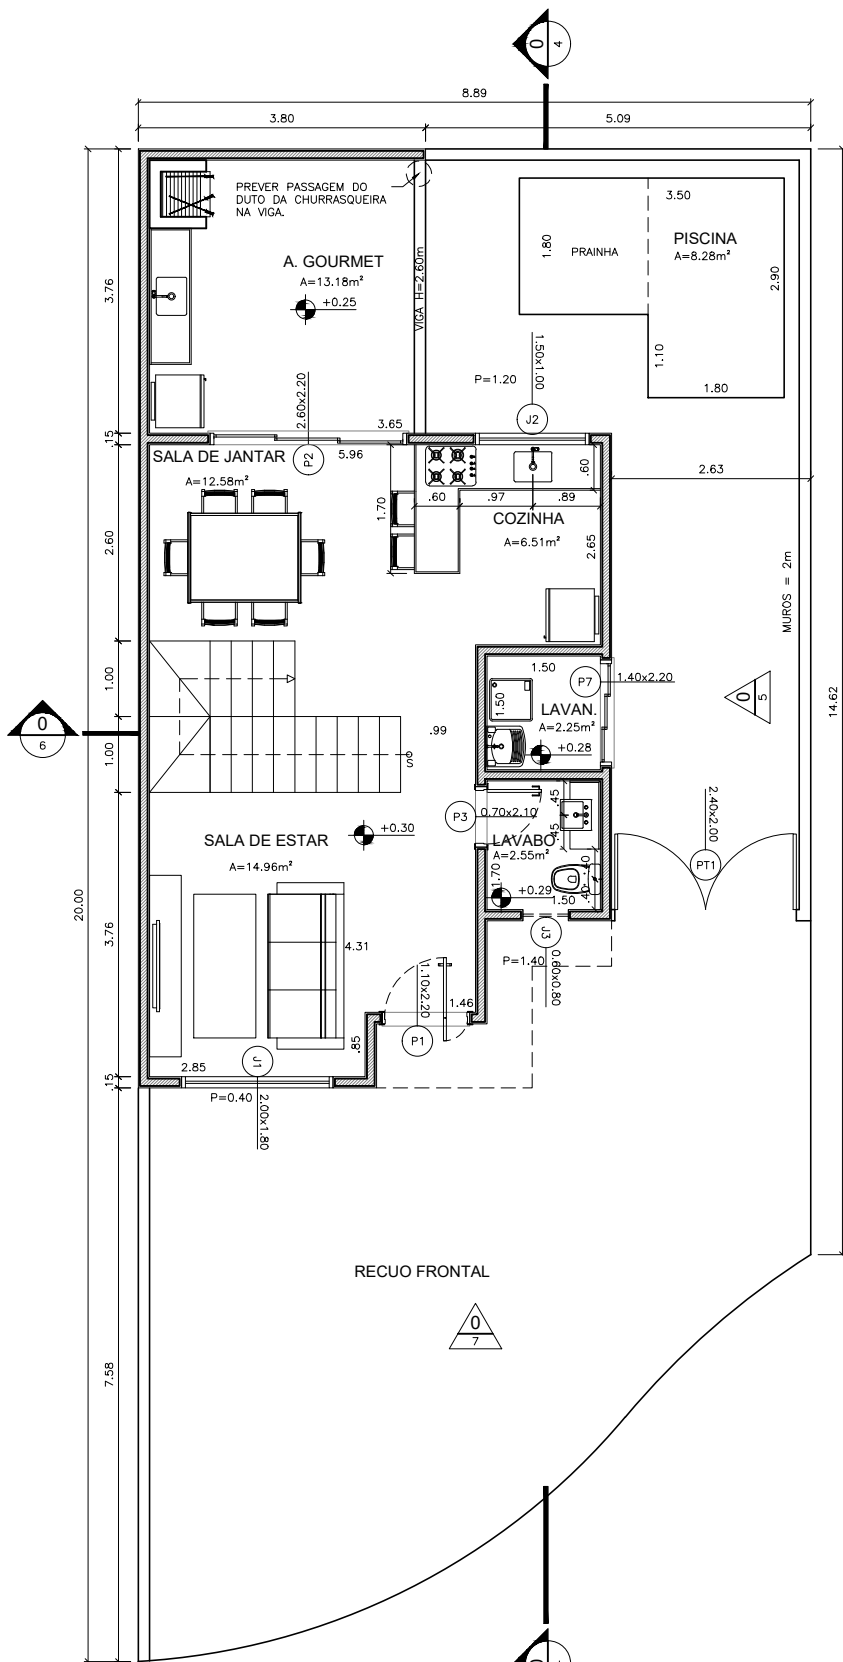 0
4
8.89
3.80
5.09
PREVER PASSAGEM DO
DUTO DA CHURRASQUEIRA
NA VIGA.
3.50
PISCINA
A=8.28m²
PRAINHA
1.80
2.90
A. GOURMET
A=13.18m²
+0.25
VIGA H=2.60m
3.76
1.10
1.80
P=1.20
1.50x1.00
J2
2.60x2.20
3.65
P2
5.96
.15
SALA DE JANTAR
A=12.58m²
.60
2.63
.60
.97
.89
1.70
COZINHA
A=6.51m²
2.65
2.60
MUROS = 2m
1.00
1.50
P7
1.40x2.20
1.50
LAVAN.
A=2.25m²
+0.28
0
5
14.62
0
6
1.00
.99
S
SALA DE ESTAR
A=14.96m²
+0.30
P3
0.70x2.10
.45
.45
LAVABO
A=2.55m²
1.70
+0.29
.40
.40
1.50
2.40x2.00
PT1
20.00
3.76
4.31
J3
P=1.40
0.60x0.80
1.10x2.20
1.46
P1
.85
2.85
J1
.15
P=0.40
2.00x1.80
RECUO FRONTAL
0
7
7.58
0